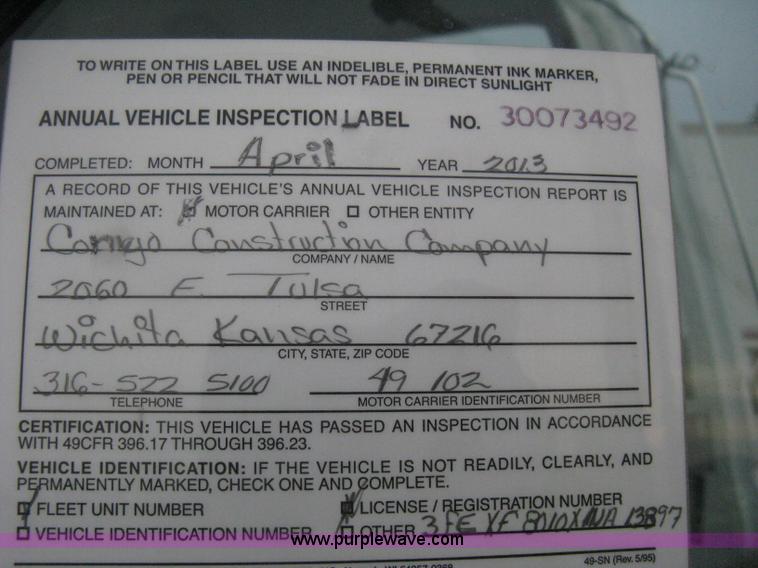 TO WRITE ON THIS LABEL USE AN INDELIBLE, PERMANENT INK MARKER,
PEN OR PENCIL THAT WILL NOT FADE IN DIRECT SUNLIGHT
ANNUAL VEHICLE INSPECTION LABEL NO. 30073492
COMPLETED: MONTH April YEAR 2013
A RECORD OF THIS VEHICLE'S ANNUAL VEHICLE INSPECTION REPORT IS
MAINTAINED AT: MOTOR CARRIER OTHER ENTITY
Construction Company
COMPANY / NAME
2060 E. Tulsa
STREET
Wichita Kansas 67216
CITY, STATE, ZIP CODE
316-522 5100 49 102
TELEPHONE MOTOR CARRIER IDENTIFICATION NUMBER
CERTIFICATION: THIS VEHICLE HAS PASSED AN INSPECTION IN ACCORDANCE
WITH 49CFR 396.17 THROUGH 396.23.
VEHICLE IDENTIFICATION: IF THE VEHICLE IS NOT READILY, CLEARLY, AND
PERMANENTLY MARKED, CHECK ONE AND COMPLETE.
FLEET UNIT NUMBER LICENSE / REGISTRATION NUMBER
VEHICLE IDENTIFICATION NUMBER OTHER
www.purplewave.com
49-SN (Rev. 5/95)